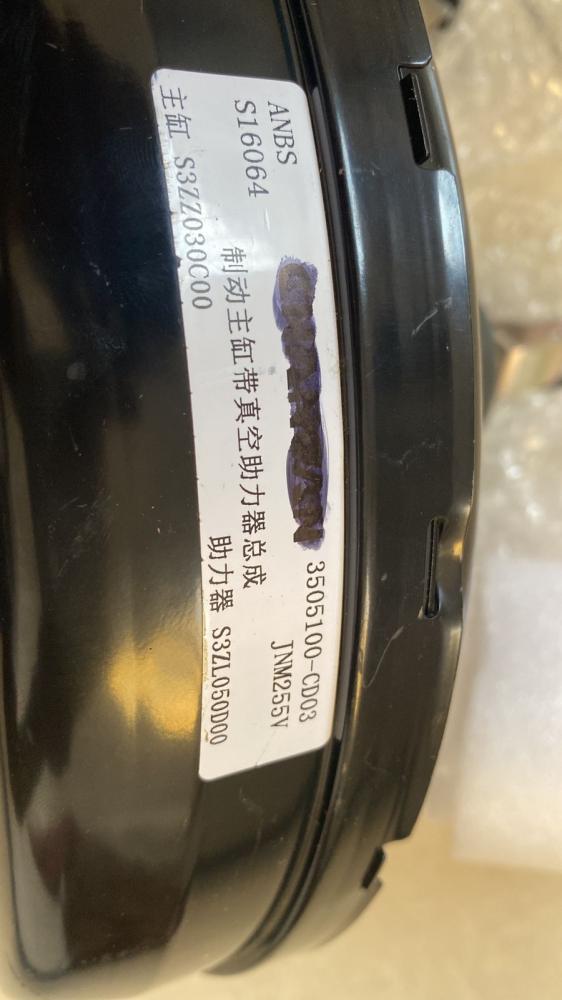 ANBS 3505100-CD03
S16064 JNM255V
制动主缸带真空助力器总成
主缸 S3ZZ030C00 助力器 S3ZL050D00